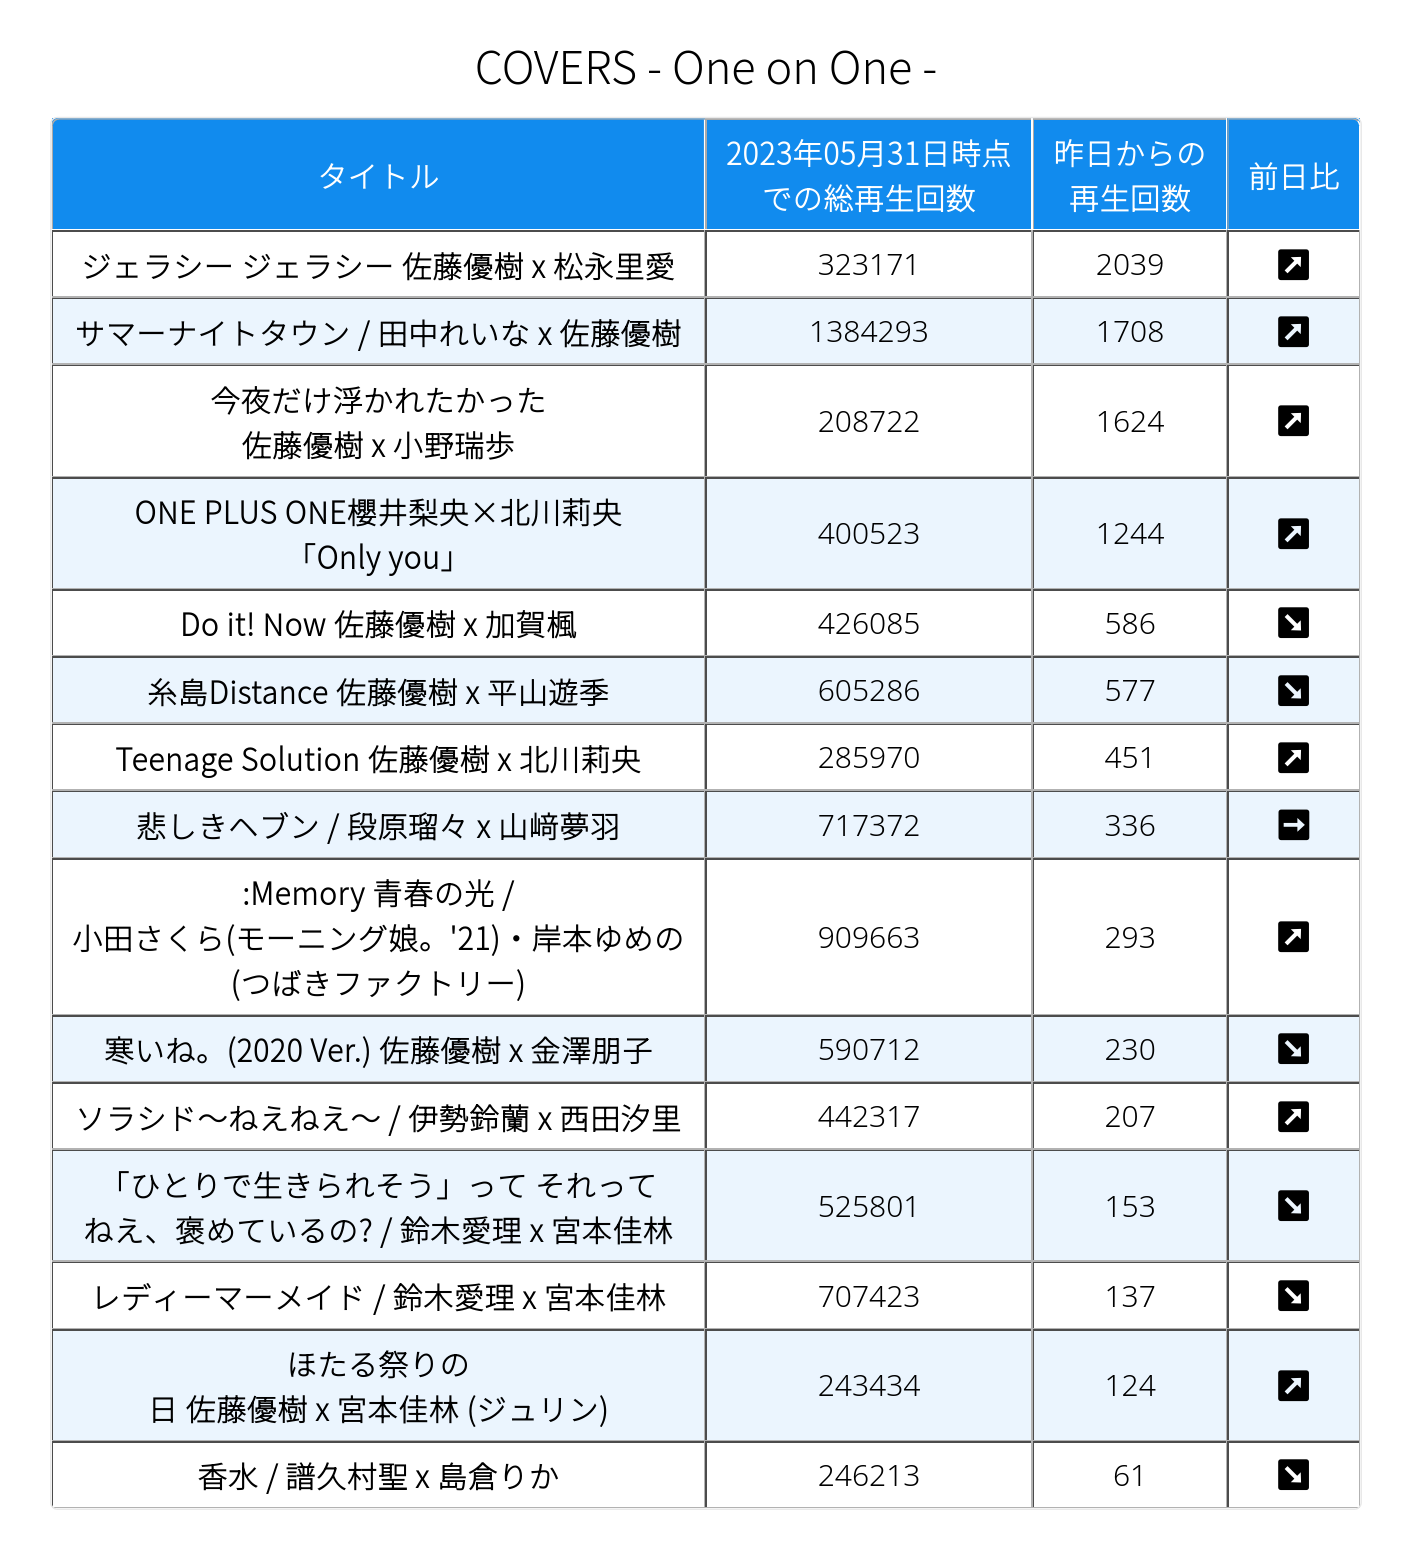 COVERS - One on One -
タイトル
2023年05月31日時点
での総再生回数
昨日からの
再生回数
前日比
ジェラシー ジェラシー 佐藤優樹 x 松永里愛
323171
2039
サマーナイトタウン / 田中れいな x 佐藤優樹
1384293
1708
今夜だけ浮かれたかった
佐藤優樹 x 小野瑞歩
208722
1624
ONE PLUS ONE櫻井梨央×北川莉央
「Only you」
400523
1244
Do it! Now 佐藤優樹 x 加賀楓
426085
586
糸島Distance 佐藤優樹 x 平山遊季
605286
577
Teenage Solution 佐藤優樹 x 北川莉央
285970
451
悲しきヘブン / 段原瑠々 x 山﨑夢羽
717372
336
:Memory 青春の光 /
小田さくら(モーニング娘。'21)・岸本ゆめの
(つばきファクトリー)
909663
293
寒いね。(2020 Ver.) 佐藤優樹 x 金澤朋子
590712
230
ソラシド〜ねえねえ〜 / 伊勢鈴蘭 x 西田汐里
442317
207
「ひとりで生きられそう」って それって
ねえ、褒めているの? / 鈴木愛理 x 宮本佳林
525801
153
レディーマーメイド / 鈴木愛理 x 宮本佳林
707423
137
ほたる祭りの
日 佐藤優樹 x 宮本佳林 (ジュリン)
243434
124
香水 / 譜久村聖 x 島倉りか
246213
61